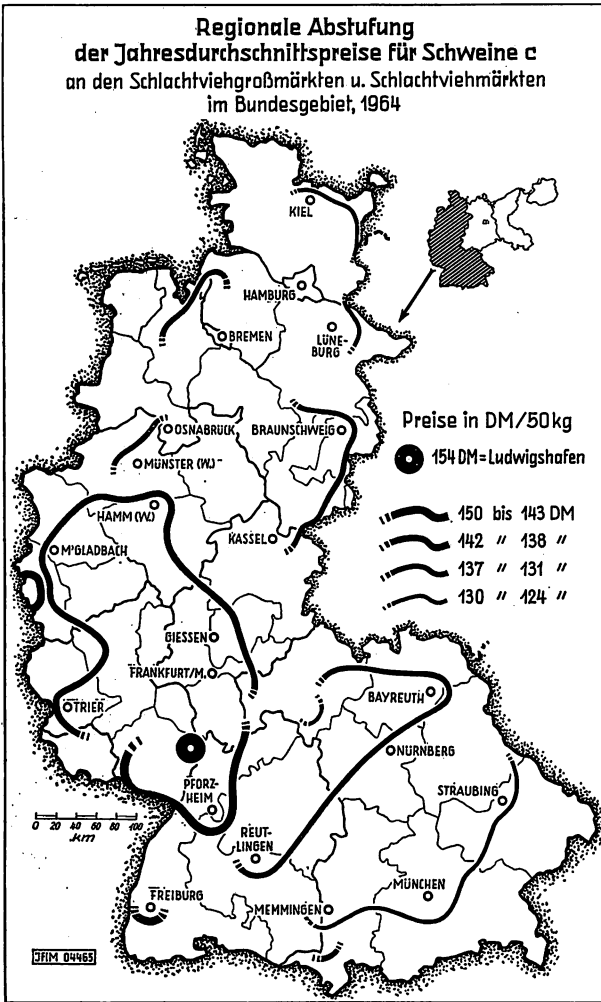 Regionale Abstufung
der Jahresdurchschnittspreise für Schweine c
an den Schlachtviehgroßmärkten u. Schlachtviehmärkten
im Bundesgebiet, 1964
KIEL
HAMBURG
BREMEN
LÜNE-
BURG
OSNABRÜCK
BRAUNSCHWEIG
MÜNSTER (W.)
HAMM (W.)
KASSEL
M'GLADBACH
GIESSEN
FRANKFURT/M.
TRIER
BAYREUTH
NÜRNBERG
PFORZ-
HEIM
STRAUBING
REUT-
LINGEN
MÜNCHEN
FREIBURG
MEMMINGEN
Preise in DM/50kg
154 DM = Ludwigshafen
150 bis 143 DM
142 " 138 "
137 " 131 "
130 " 124 "
0 20 40 60 80 100
km
JFIM 04465